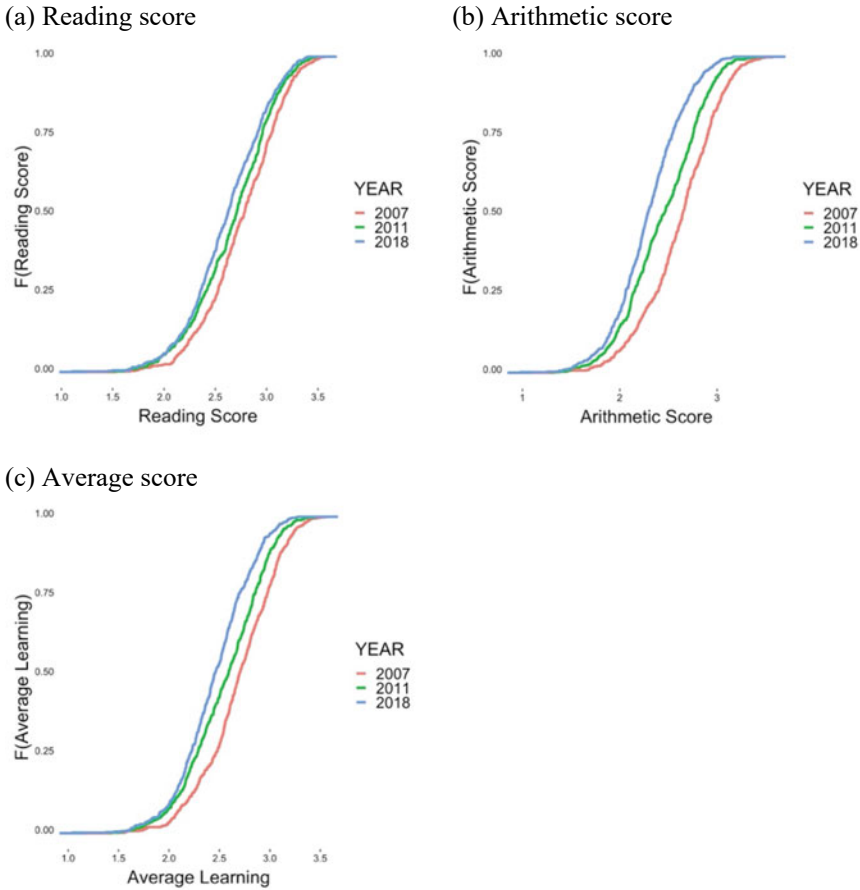 (a) Reading score
1.00
0.75
0.50
0.25
0.00
F(Reading Score)
1.0 1.5 2.0 2.5 3.0 3.5
Reading Score
YEAR
2007
2011
2018
(b) Arithmetic score
1.00
0.75
0.50
0.25
0.00
F(Arithmetic Score)
1 2 3
Arithmetic Score
YEAR
2007
2011
2018
(c) Average score
1.00
0.75
0.50
0.25
0.00
F(Average Learning)
1.0 1.5 2.0 2.5 3.0 3.5
Average Learning
YEAR
2007
2011
2018